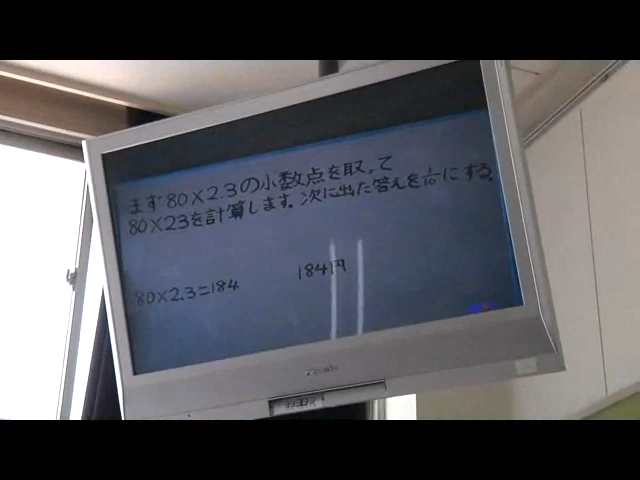 まず80×2.3の小数点を取って
80×23を計算します。次に出た答えを1/10にする。
80×2.3=184
184円